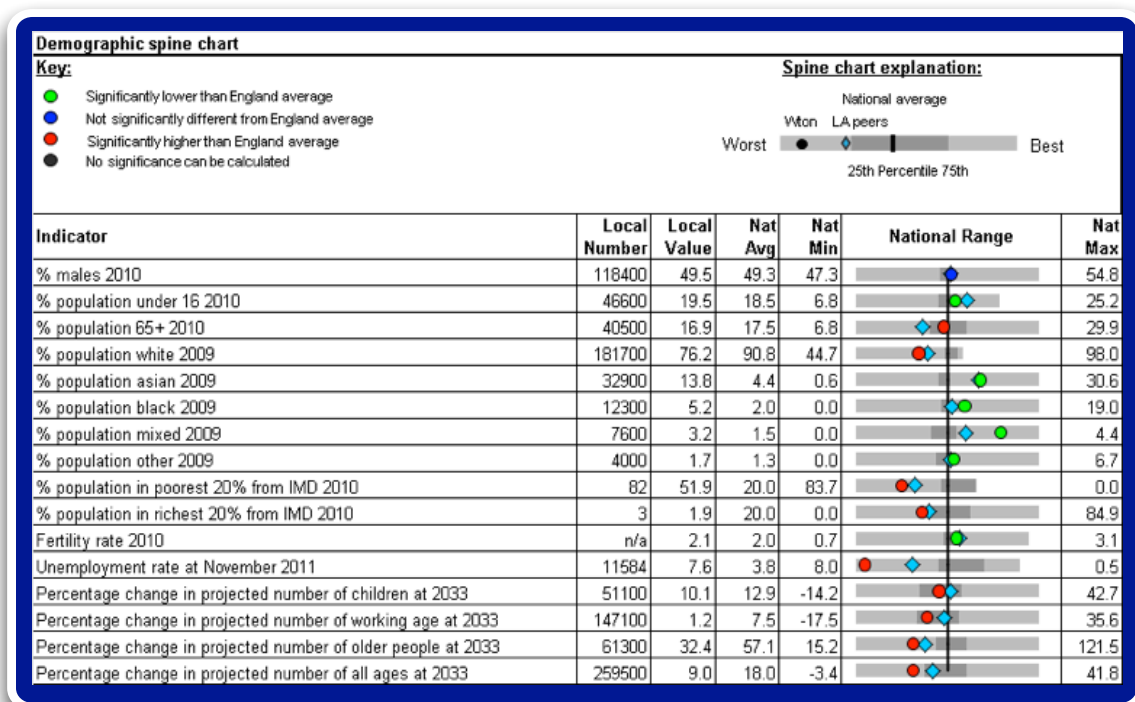 Demographic spine chart
Key:
Significantly lower than England average
Not significantly different from England average
Significantly higher than England average
No significance can be calculated
Spine chart explanation:
National average
Wton LA peers
Worst Best
25th Percentile 75th
Indicator Local Number Local Value Nat Avg Nat Min National Range Nat Max
% males 2010 118400 49.5 49.3 47.3 54.8
% population under 16 2010 46600 19.5 18.5 6.8 25.2
% population 65+ 2010 40500 16.9 17.5 6.8 29.9
% population white 2009 181700 76.2 90.8 44.7 98.0
% population asian 2009 32900 13.8 4.4 0.6 30.6
% population black 2009 12300 5.2 2.0 0.0 19.0
% population mixed 2009 7600 3.2 1.5 0.0 4.4
% population other 2009 4000 1.7 1.3 0.0 6.7
% population in poorest 20% from IMD 2010 82 51.9 20.0 83.7 0.0
% population in richest 20% from IMD 2010 3 1.9 20.0 0.0 84.9
Fertility rate 2010 n/a 2.1 2.0 0.7 3.1
Unemployment rate at November 2011 11584 7.6 3.8 8.0 0.5
Percentage change in projected number of children at 2033 51100 10.1 12.9 -14.2 42.7
Percentage change in projected number of working age at 2033 147100 1.2 7.5 -17.5 35.6
Percentage change in projected number of older people at 2033 61300 32.4 57.1 15.2 121.5
Percentage change in projected number of all ages at 2033 259500 9.0 18.0 -3.4 41.8